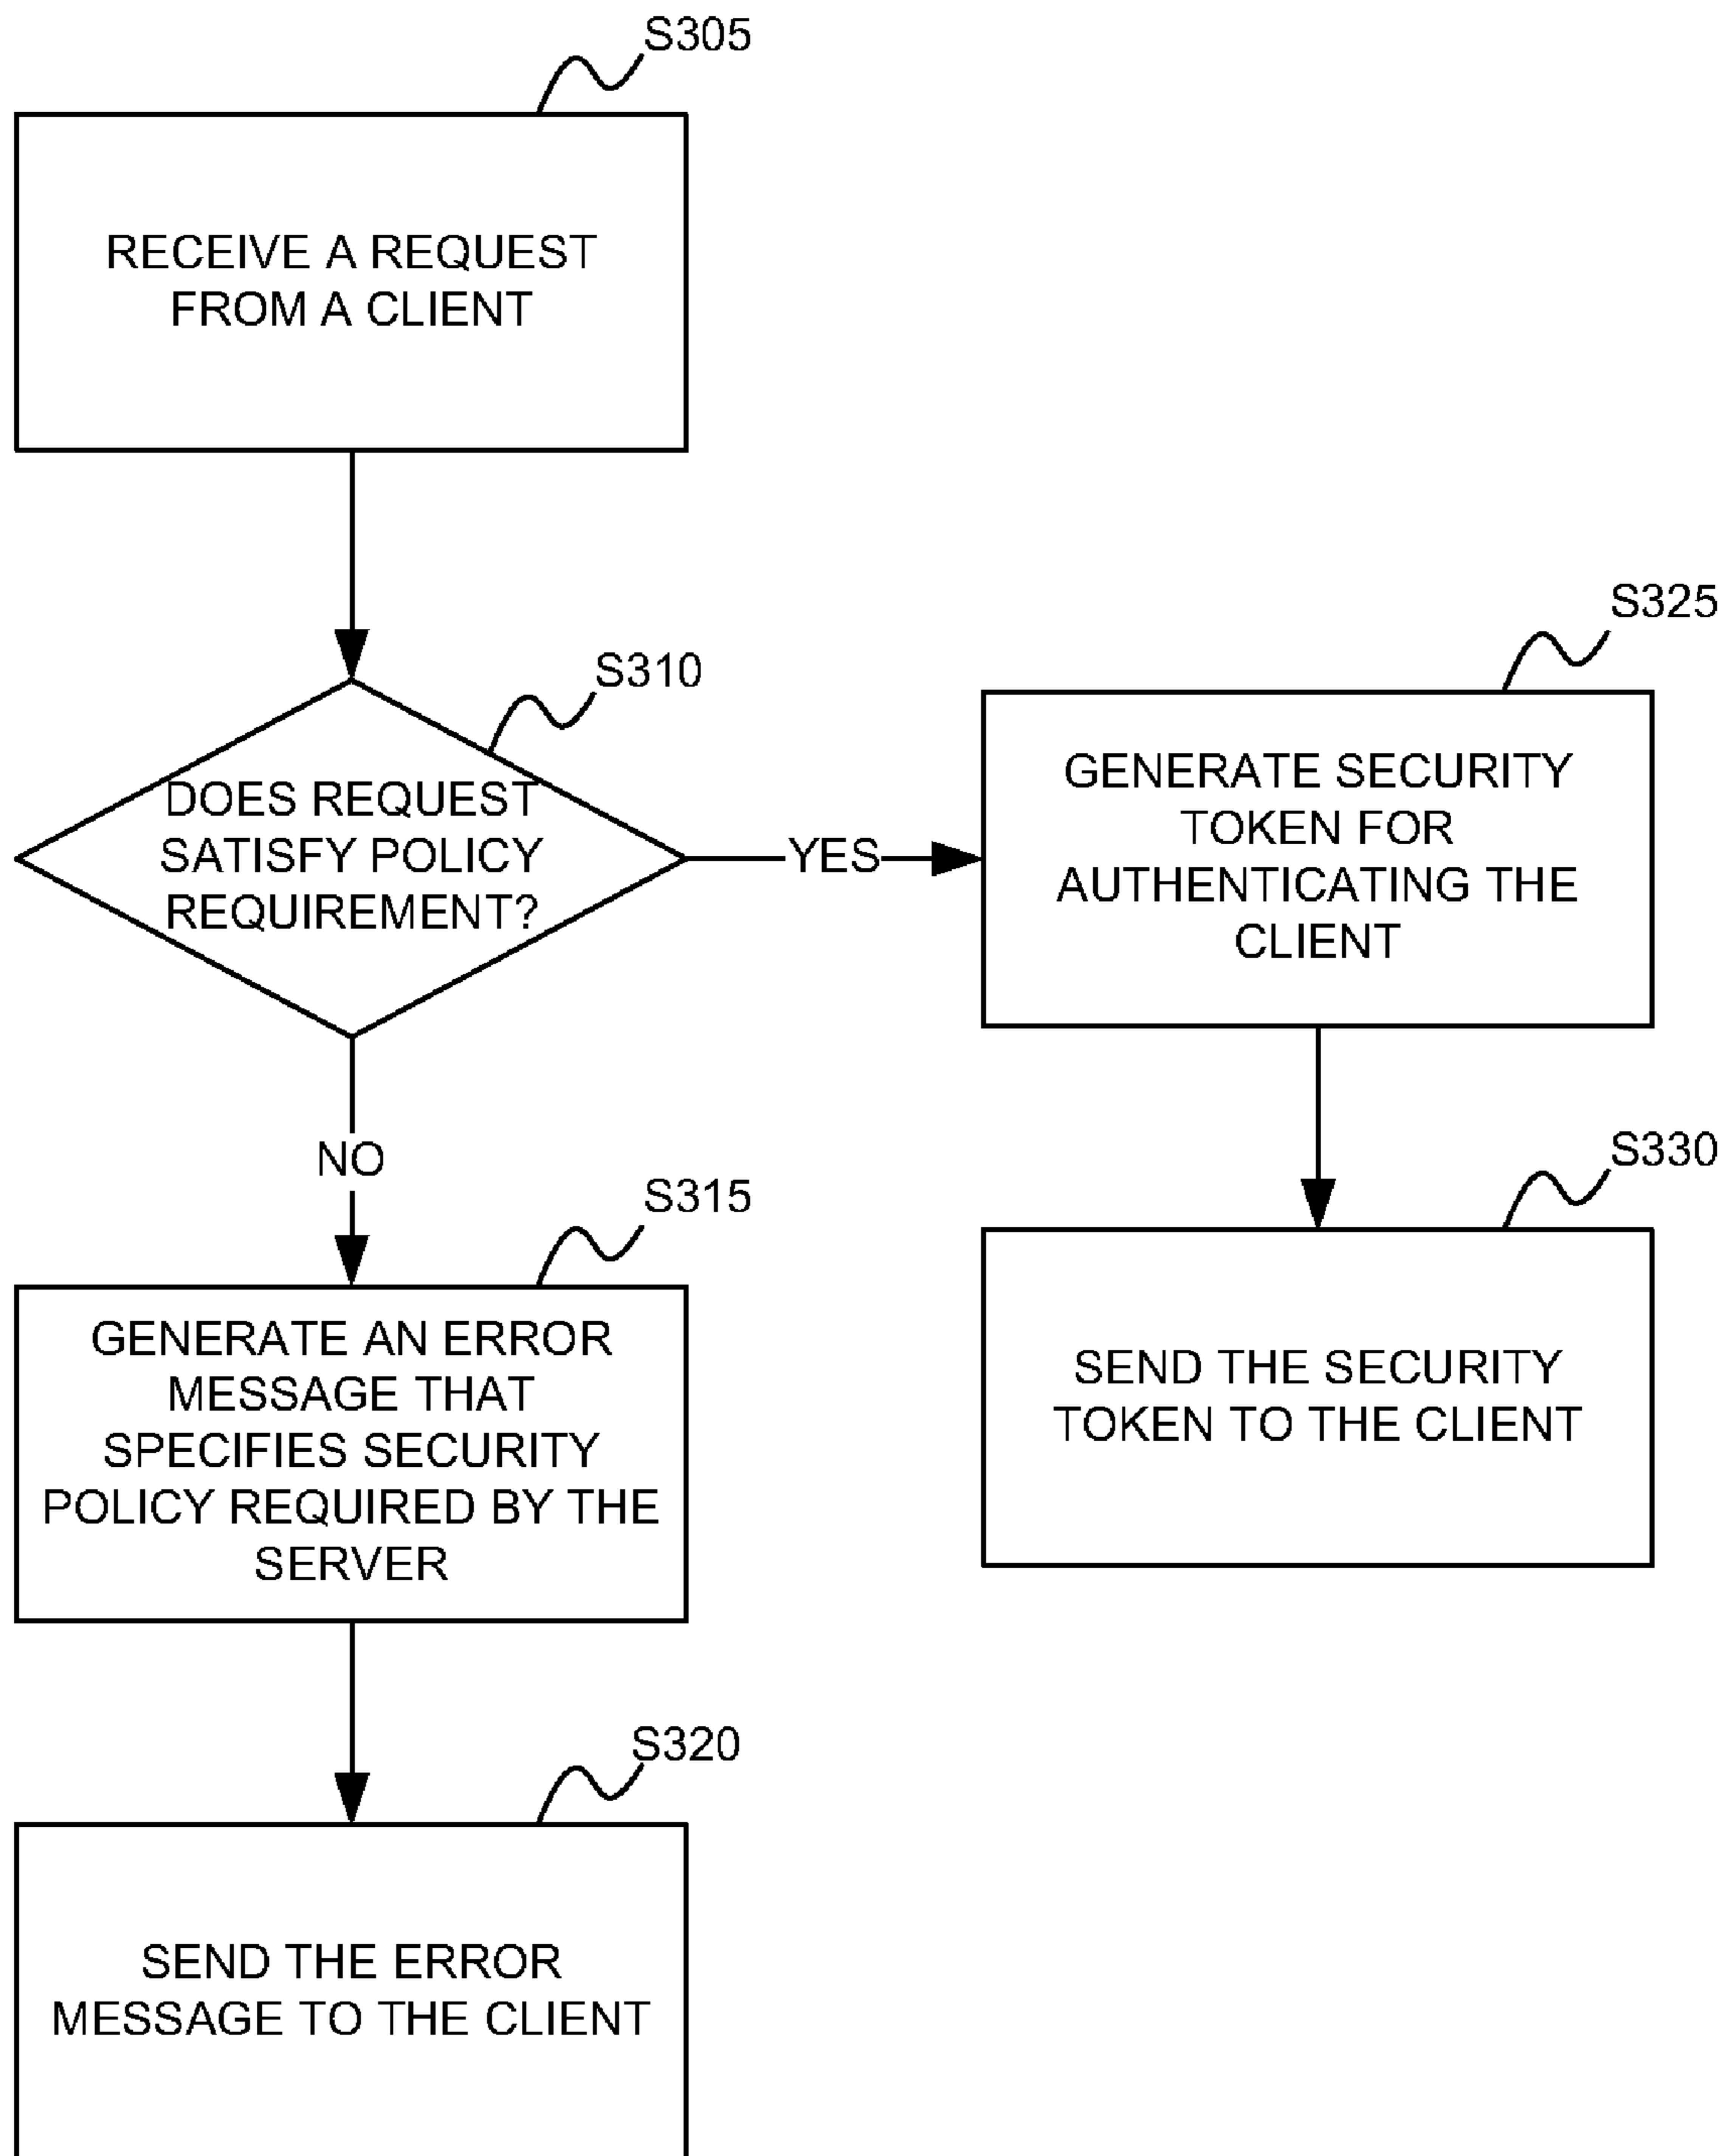 S305
RECEIVE A REQUEST
FROM A CLIENT
S310
DOES REQUEST
SATISFY POLICY
REQUIREMENT?
YES
S325
GENERATE SECURITY
TOKEN FOR
AUTHENTICATING THE
CLIENT
NO
S315
GENERATE AN ERROR
MESSAGE THAT
SPECIFIES SECURITY
POLICY REQUIRED BY THE
SERVER
S330
SEND THE SECURITY
TOKEN TO THE CLIENT
S320
SEND THE ERROR
MESSAGE TO THE CLIENT